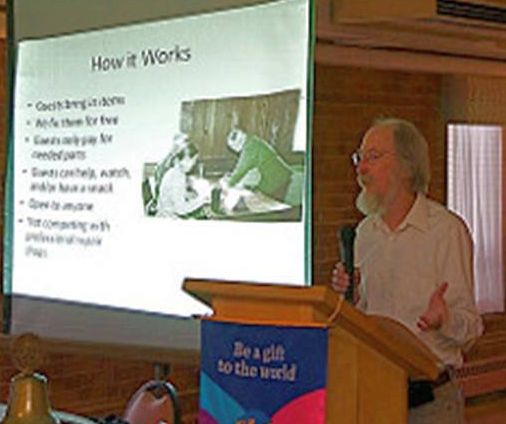 How it Works
• Guests bring in items
• We fix them for free
• Guests only pay for
needed parts
• Guests can help, watch,
and/or have a snack
• Open to anyone
• Not competing with
professional repair
shops
Be a gift
to the world